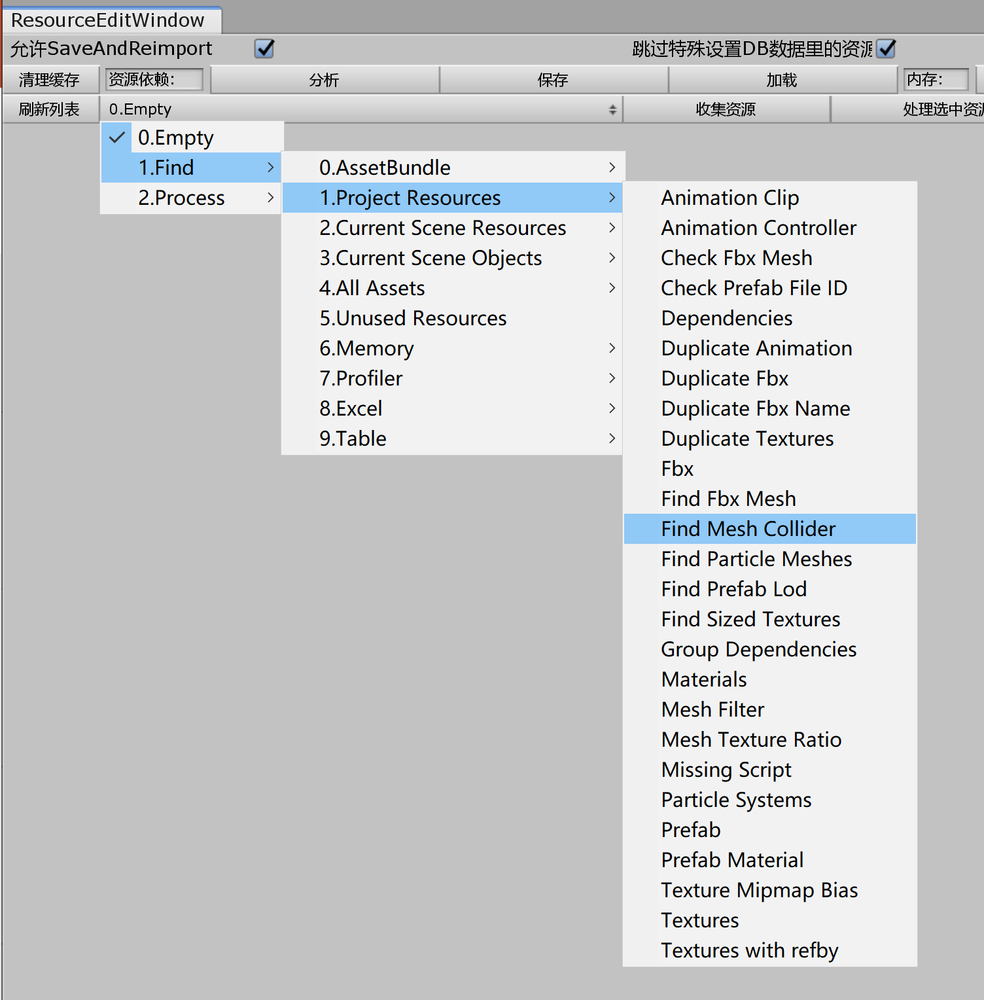 ResourceEditWindow
允许SaveAndReimport
跳过特殊设置DB数据里的资源
清理缓存
资源依赖:
分析
保存
加载
内存:
刷新列表
0.Empty
收集资源
处理选中资源
0.Empty
1.Find
2.Process
0.AssetBundle
1.Project Resources
2.Current Scene Resources
3.Current Scene Objects
4.All Assets
5.Unused Resources
6.Memory
7.Profiler
8.Excel
9.Table
Animation Clip
Animation Controller
Check Fbx Mesh
Check Prefab File ID
Dependencies
Duplicate Animation
Duplicate Fbx
Duplicate Fbx Name
Duplicate Textures
Fbx
Find Fbx Mesh
Find Mesh Collider
Find Particle Meshes
Find Prefab Lod
Find Sized Textures
Group Dependencies
Materials
Mesh Filter
Mesh Texture Ratio
Missing Script
Particle Systems
Prefab
Prefab Material
Texture Mipmap Bias
Textures
Textures with refby